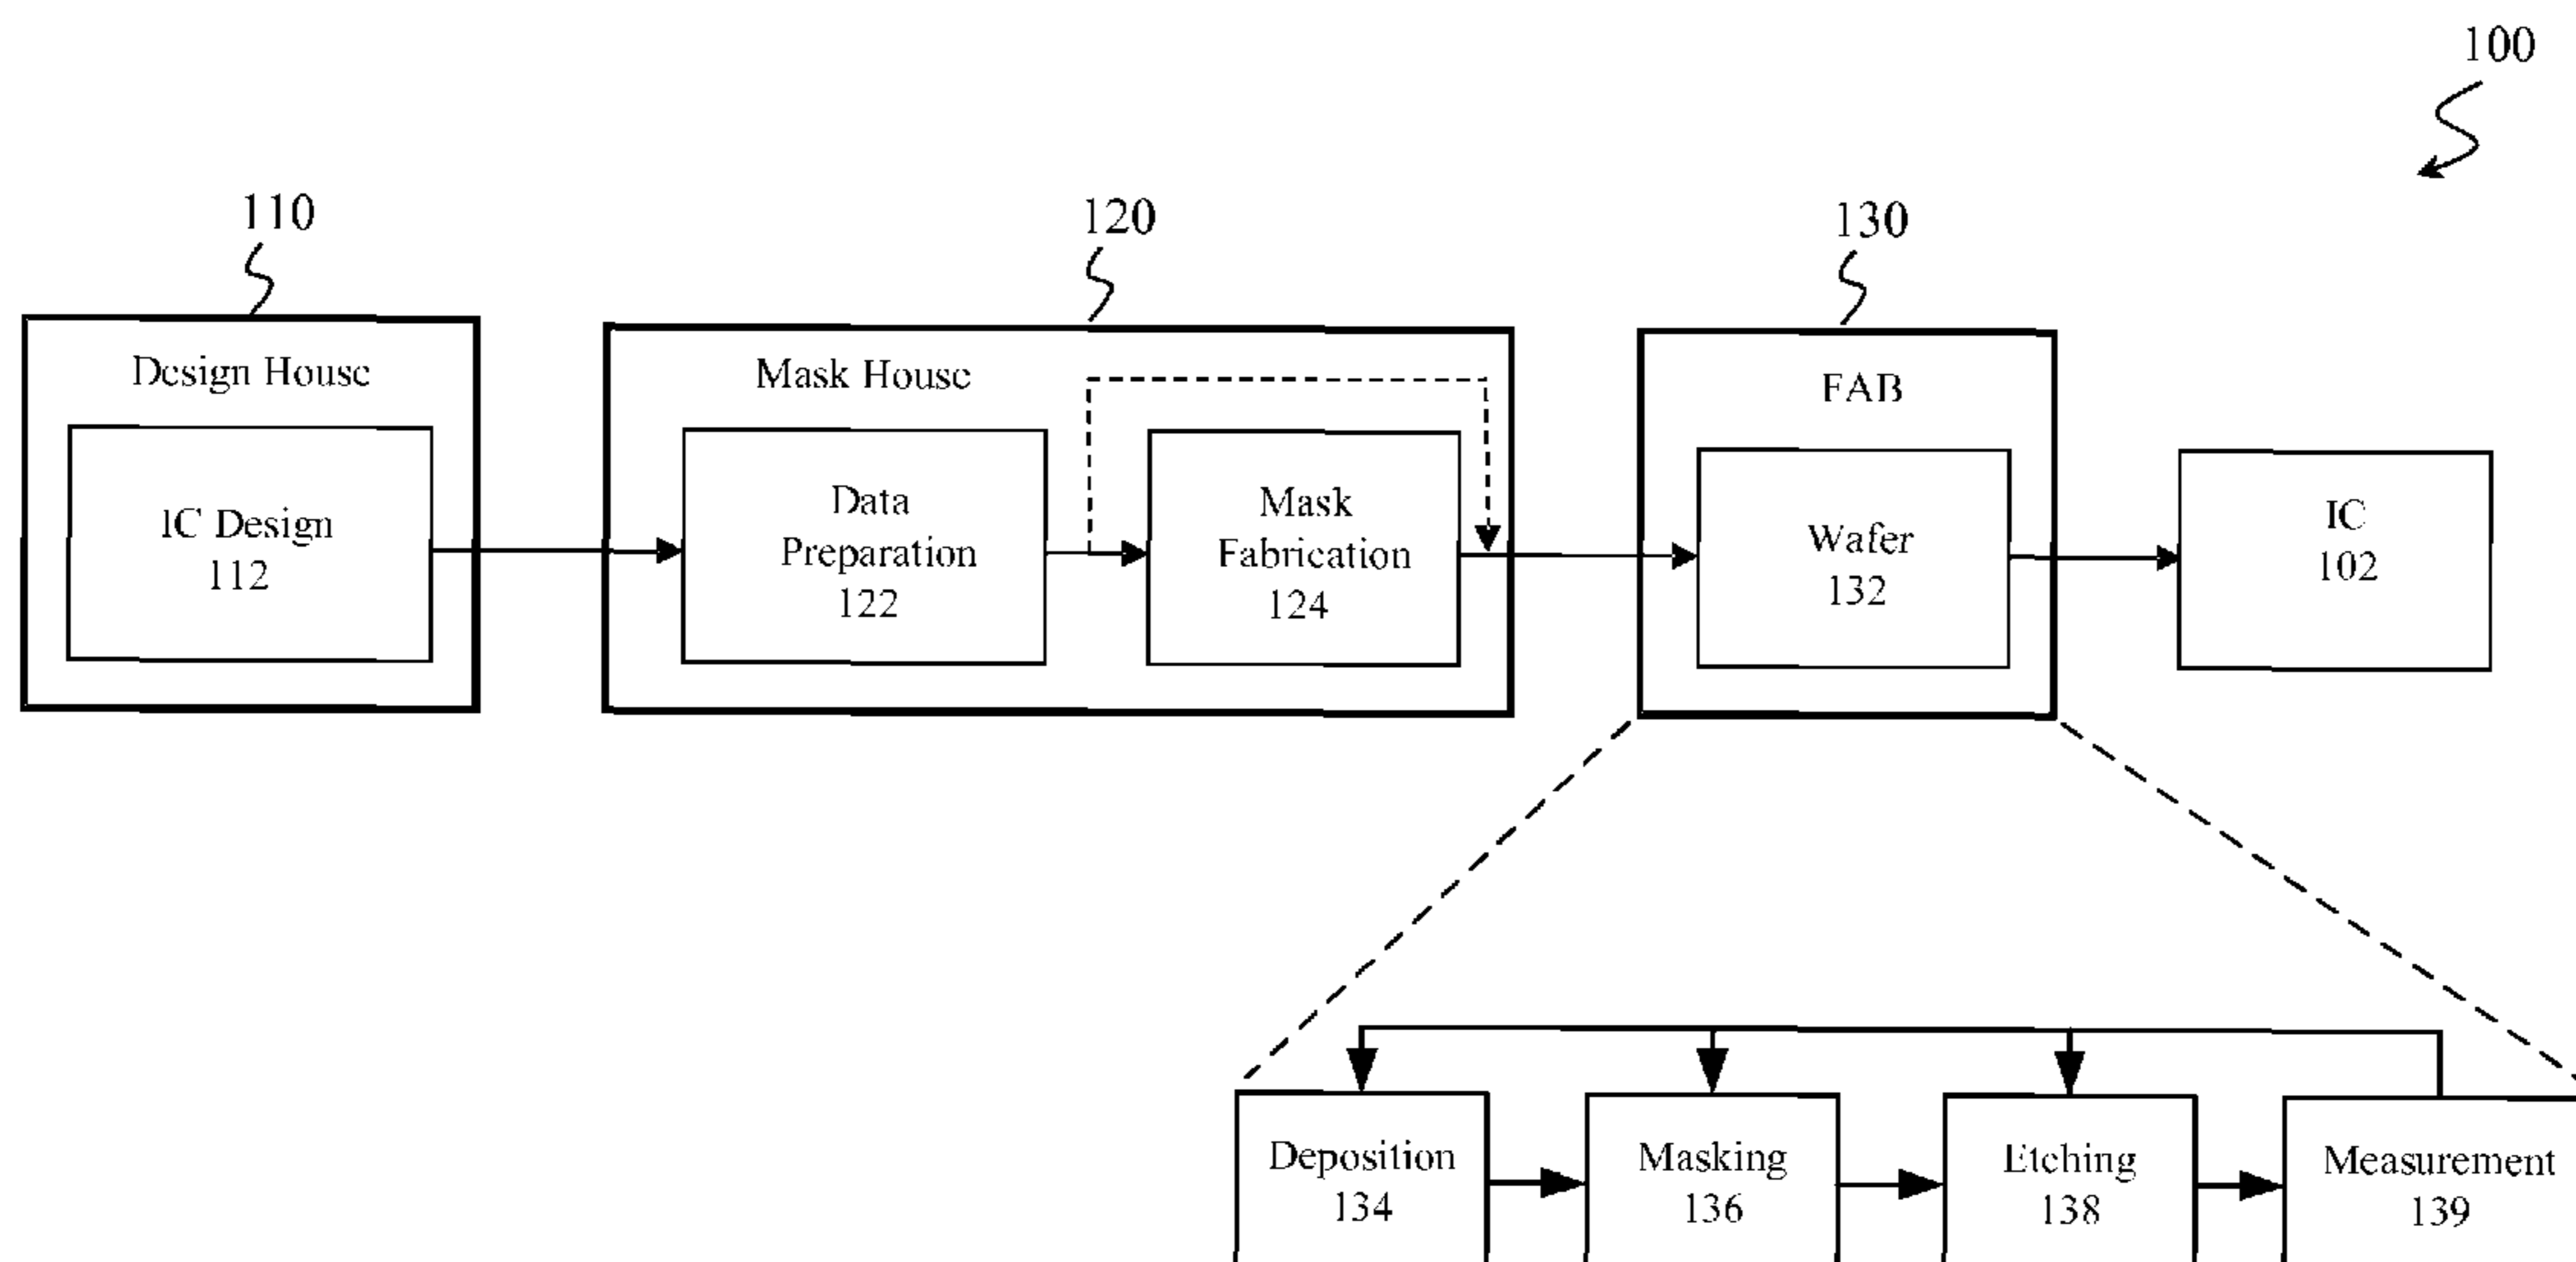 100
110
120
130
Design House
Mask House
FAB
IC Design
112
Data
Preparation
122
Mask
Fabrication
124
Wafer
132
IC
102
Deposition
134
Masking
136
Etching
138
Measurement
139